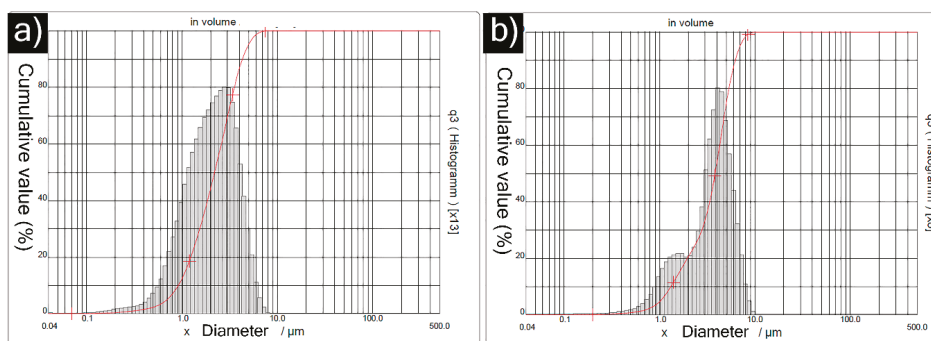 a)
in volume
Cumulative value (%)
80
60
40
20
0
0.04 0.1 1.0 10.0 100.0 500.0
x Diameter / µm
q3 ( Histogramm ) [x13]
b)
in volume
Cumulative value (%)
80
60
40
20
0
0.04 0.1 1.0 10.0 100.0 500.0
x Diameter / µm
( Histogramm )